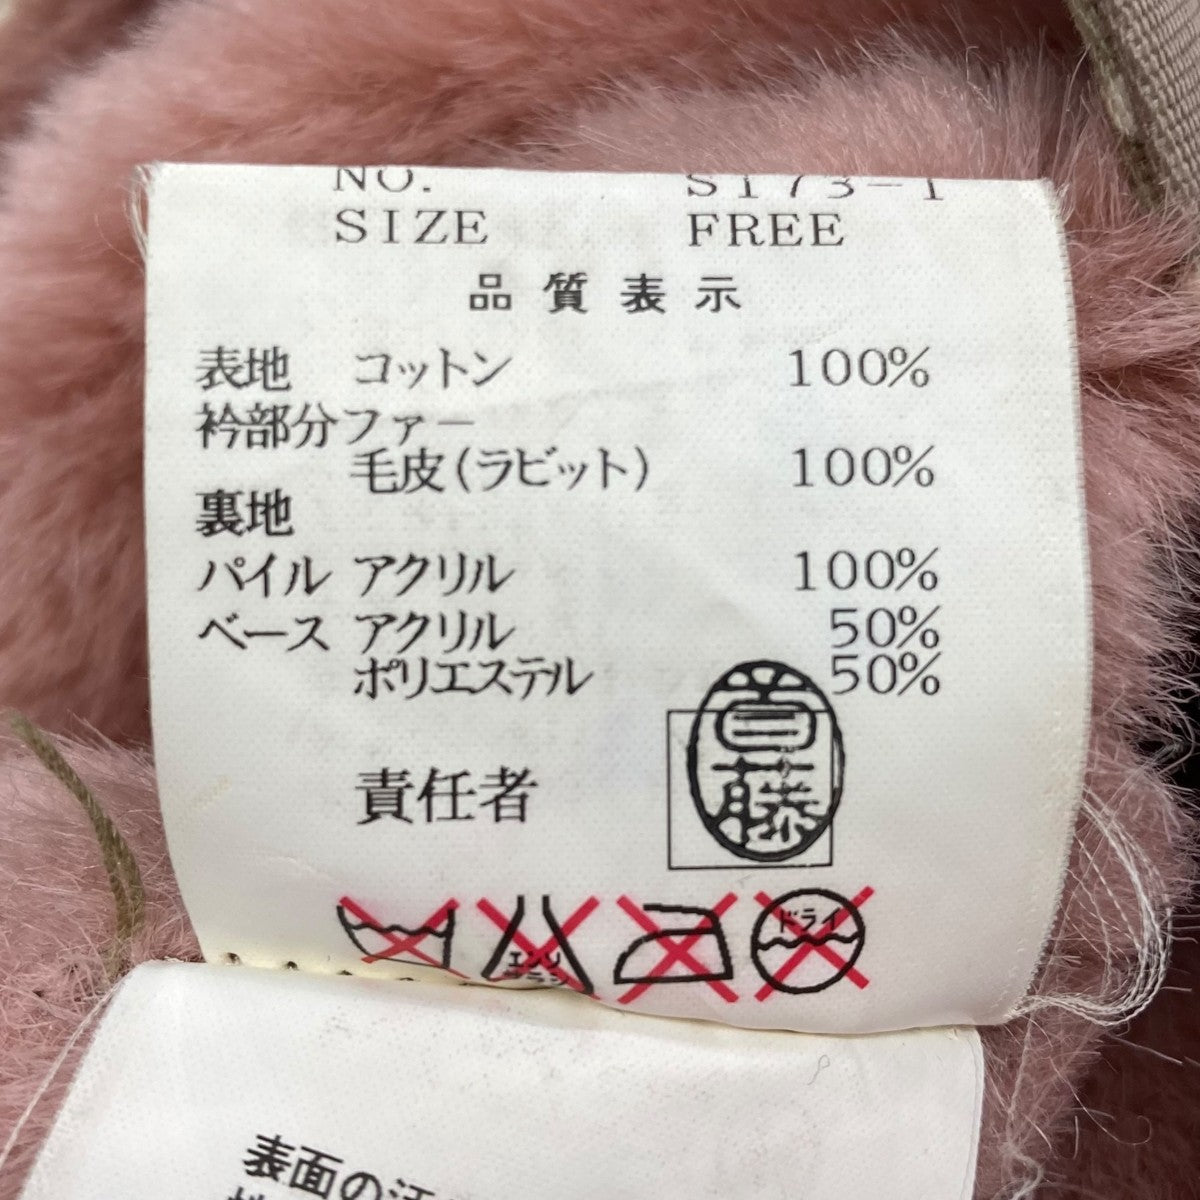 NO. S173-1
SIZE FREE
品質表示
表地 コットン 100%
衿部分ファー
毛皮(ラビット) 100%
裏地
パイル アクリル 100%
ベース アクリル 50%
ポリエステル 50%
責任者
ドライ
表面の汚